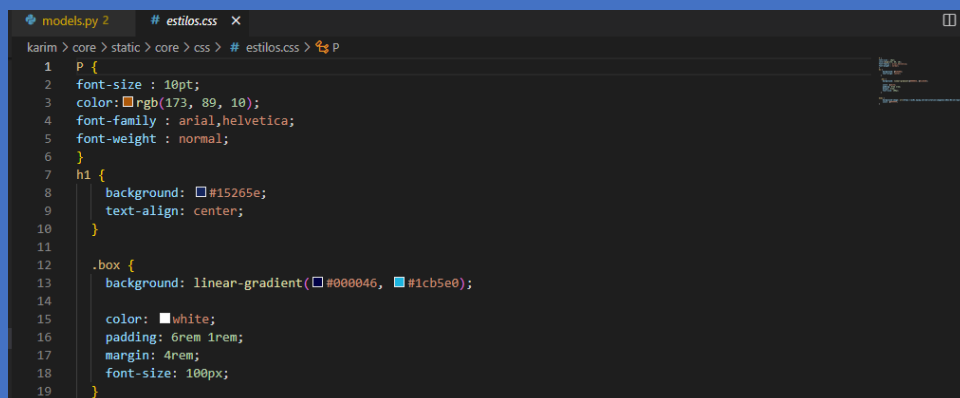 models.py 2 # estilos.css ×
karim > core > static > core > css > # estilos.css > P
1 P {
2 font-size : 10pt;
3 color: rgb(173, 89, 10);
4 font-family : arial,helvetica;
5 font-weight : normal;
6 }
7 h1 {
8 background: #15265e;
9 text-align: center;
10 }
11
12 .box {
13 background: linear-gradient( #000046, #1cb5e0);
14
15 color: white;
16 padding: 6rem 1rem;
17 margin: 4rem;
18 font-size: 100px;
19 }